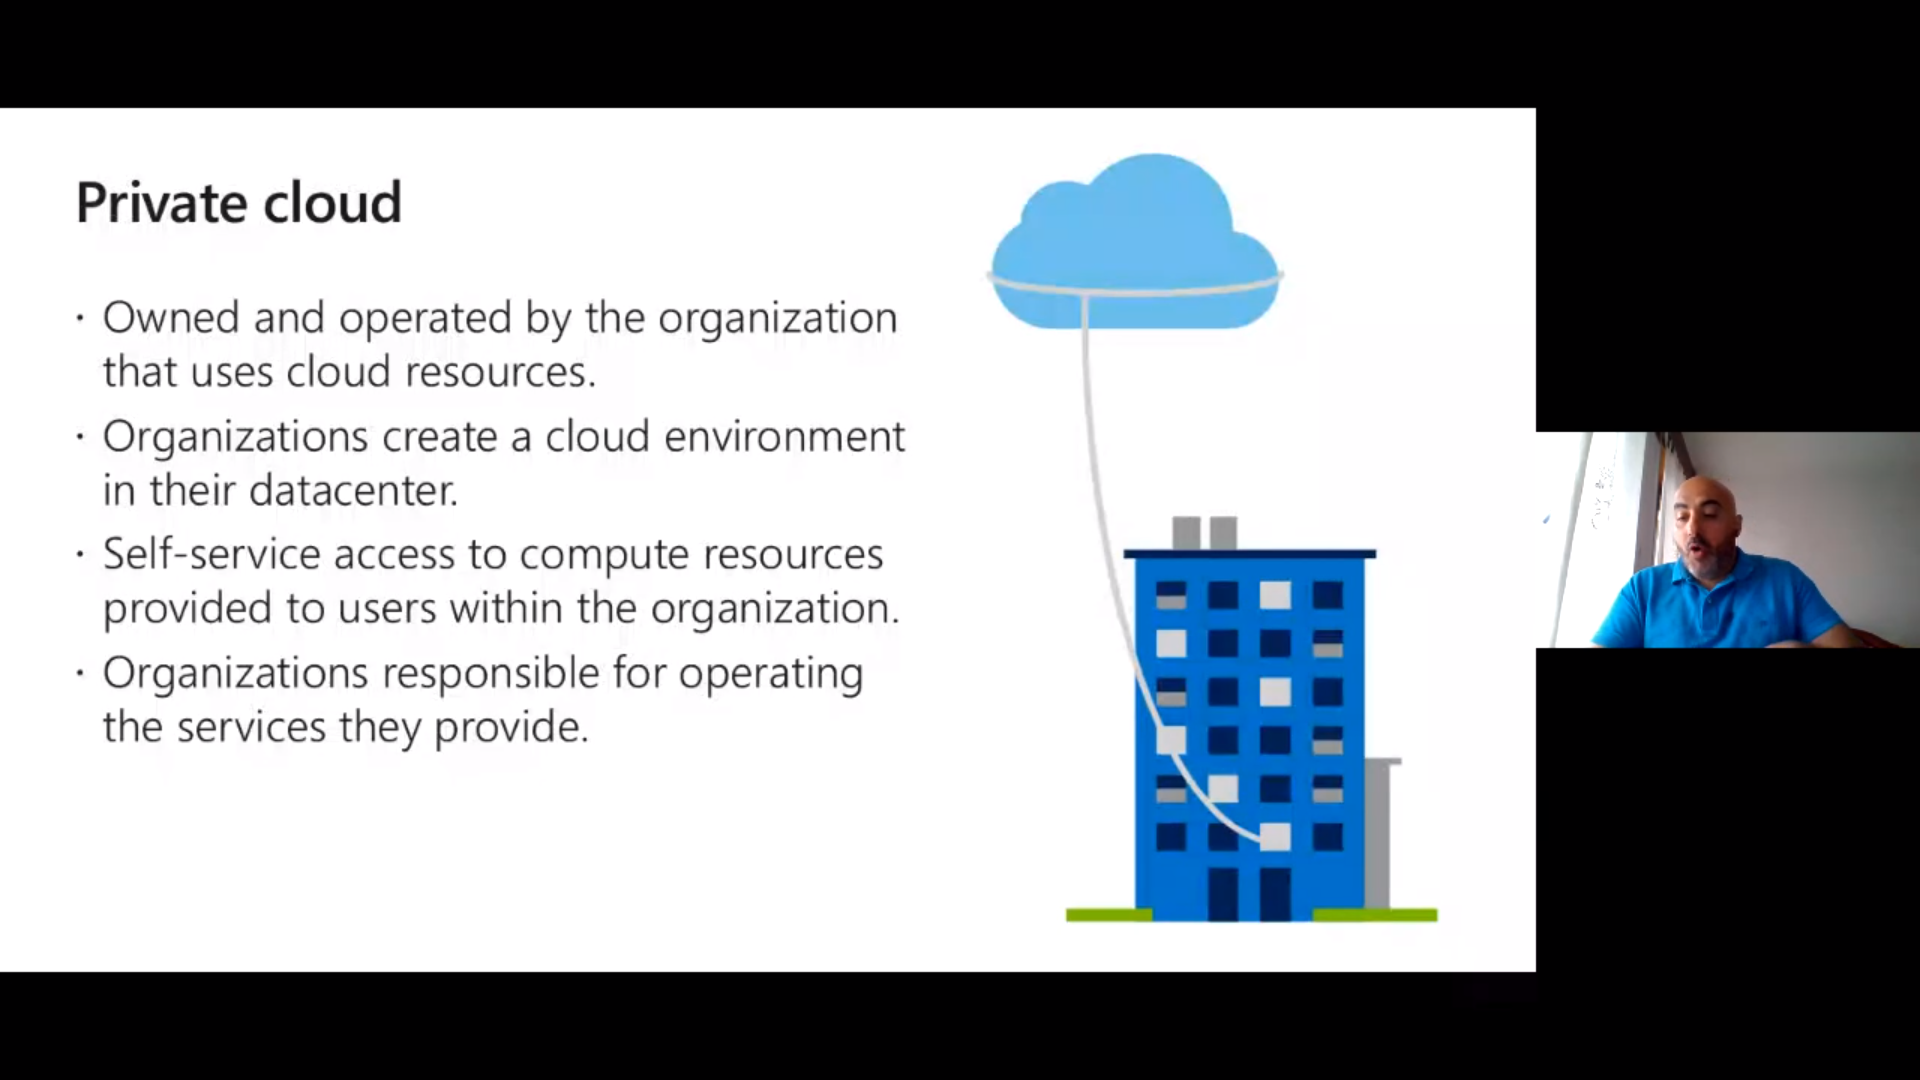 Private cloud
· Owned and operated by the organization
that uses cloud resources.
· Organizations create a cloud environment
in their datacenter.
· Self-service access to compute resources
provided to users within the organization.
· Organizations responsible for operating
the services they provide.